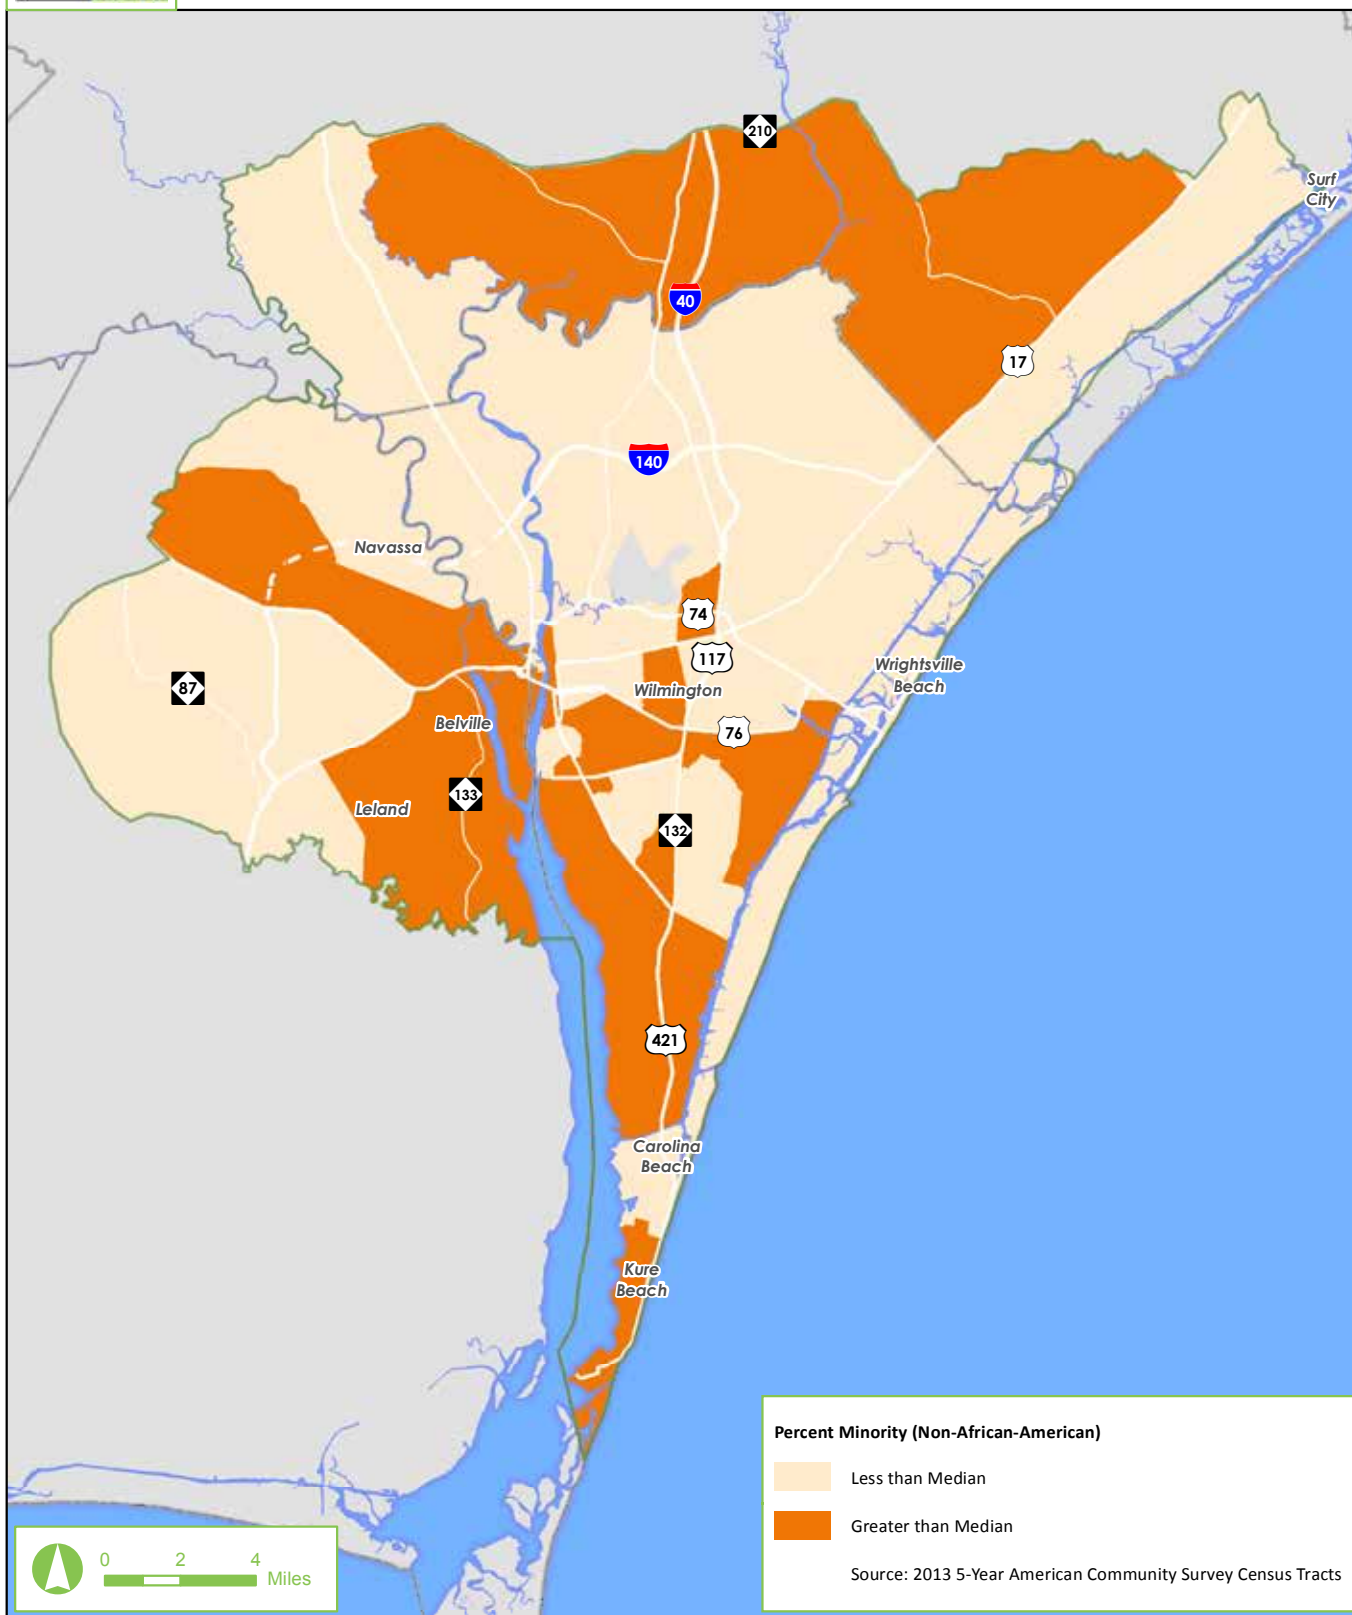 210
Surf
City
40
17
140
Navassa
74
117
Wrightsville
Beach
87
Wilmington
Belville
76
133
Leland
132
421
Carolina
Beach
Kure
Beach
Percent Minority (Non-African-American)
Less than Median
Greater than Median
Source: 2013 5-Year American Community Survey Census Tracts
0 2 4
Miles